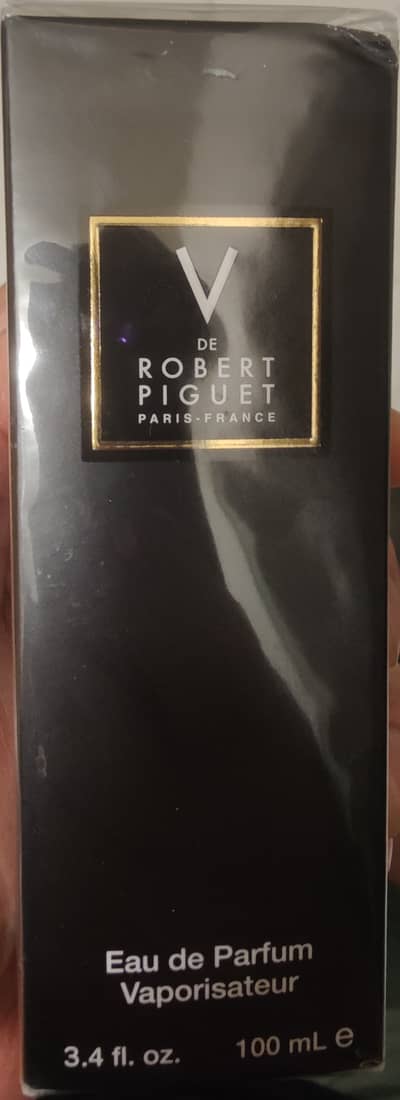 V
DE
ROBERT
PIGUET
PARIS-FRANCE
Eau de Parfum
Vaporisateur
3.4 fl. oz. 100 mL e